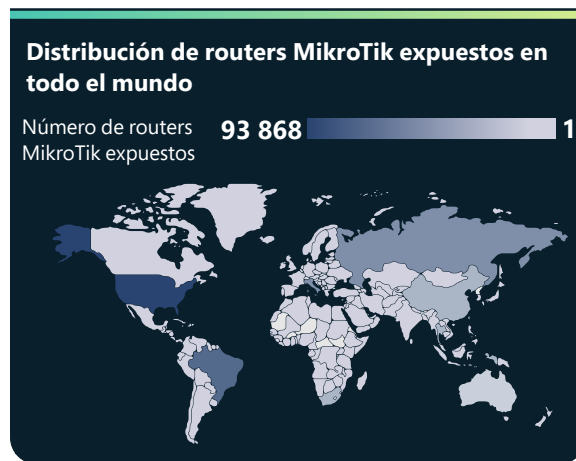 Distribución de routers MikroTik expuestos en
todo el mundo
Número de routers
MikroTik expuestos
93 868
1